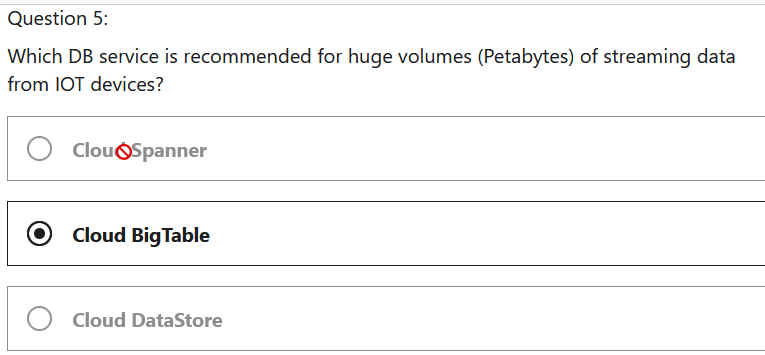 Question 5:
Which DB service is recommended for huge volumes (Petabytes) of streaming data
from IOT devices?
Cloud Spanner
Cloud BigTable
Cloud DataStore